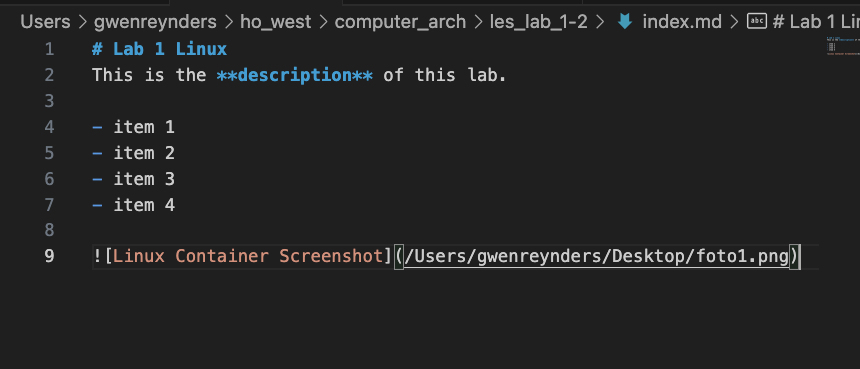 Users > gwenreynders > ho_west > computer_arch > les_lab_1-2 > index.md > abc # Lab 1 Lin
1 # Lab 1 Linux
2 This is the **description** of this lab.
3
4 - item 1
5 - item 2
6 - item 3
7 - item 4
8
9 ![Linux Container Screenshot](/Users/gwenreynders/Desktop/foto1.png)